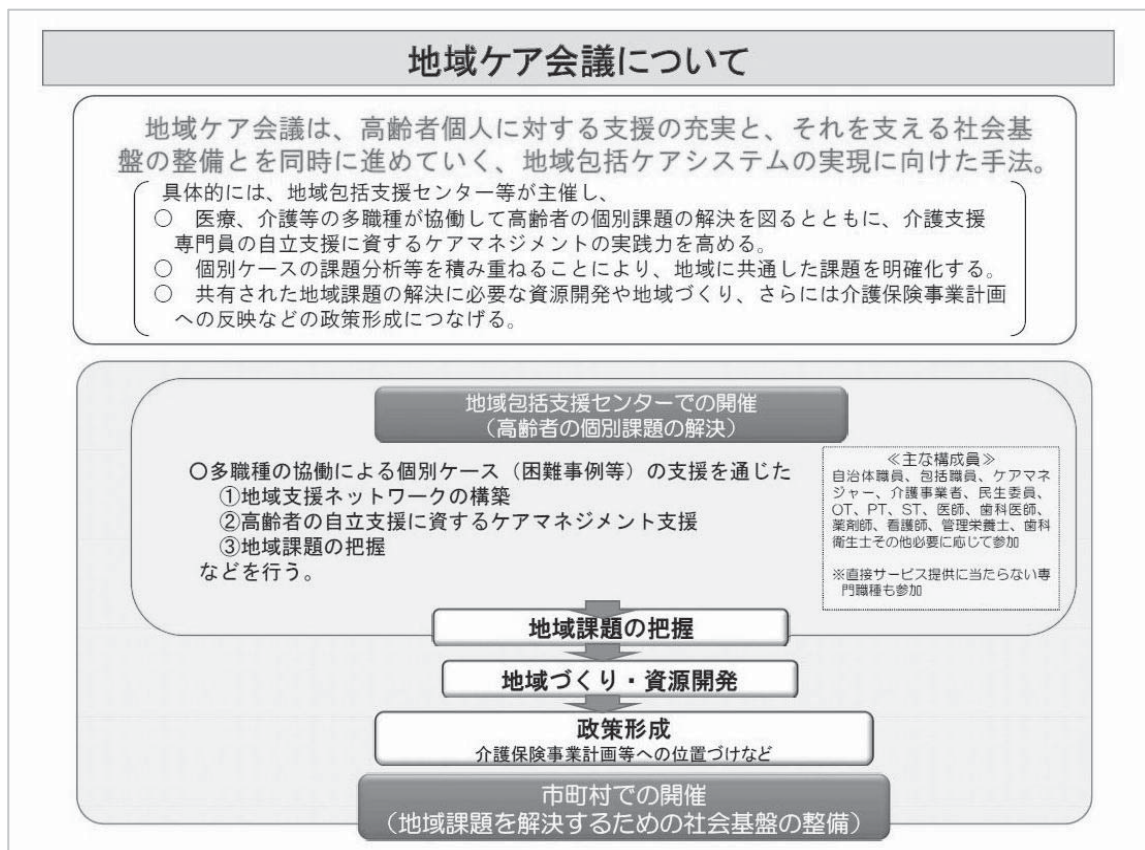 地域ケア会議について
地域ケア会議は、高齢者個人に対する支援の充実と、それを支える社会基
盤の整備とを同時に進めていく、地域包括ケアシステムの実現に向けた手法。
具体的には、地域包括支援センター等が主催し、
○ 医療、介護等の多職種が協働して高齢者の個別課題の解決を図るとともに、介護支援
専門員の自立支援に資するケアマネジメントの実践力を高める。
○ 個別ケースの課題分析等を積み重ねることにより、地域に共通した課題を明確化する。
○ 共有された地域課題の解決に必要な資源開発や地域づくり、さらには介護保険事業計画
への反映などの政策形成につなげる。
地域包括支援センターでの開催
(高齢者の個別課題の解決)
○多職種の協働による個別ケース(困難事例等)の支援を通じた
①地域支援ネットワークの構築
②高齢者の自立支援に資するケアマネジメント支援
③地域課題の把握
などを行う。
≪主な構成員≫
自治体職員、包括職員、ケアマネ
ジャー、介護事業者、民生委員、
OT、PT、ST、医師、歯科医師、
薬剤師、看護師、管理栄養士、歯科
衛生士その他必要に応じて参加
※直接サービス提供に当たらない専
門職種も参加
地域課題の把握
地域づくり・資源開発
政策形成
介護保険事業計画等への位置づけなど
市町村での開催
(地域課題を解決するための社会基盤の整備)